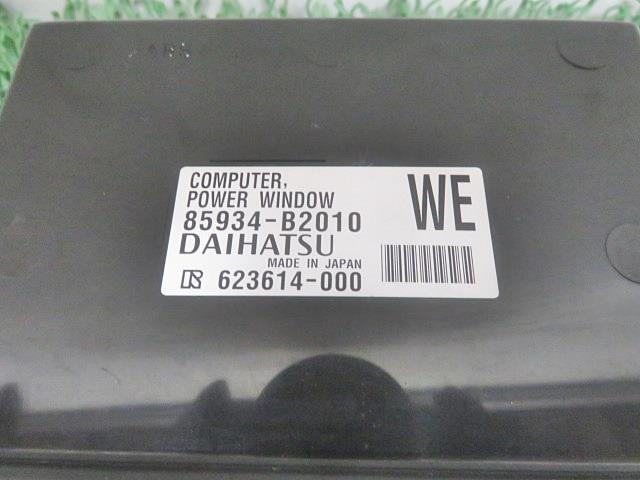 COMPUTER,
POWER WINDOW
WE
85934-B2010
DAIHATSU
MADE IN JAPAN
623614-000